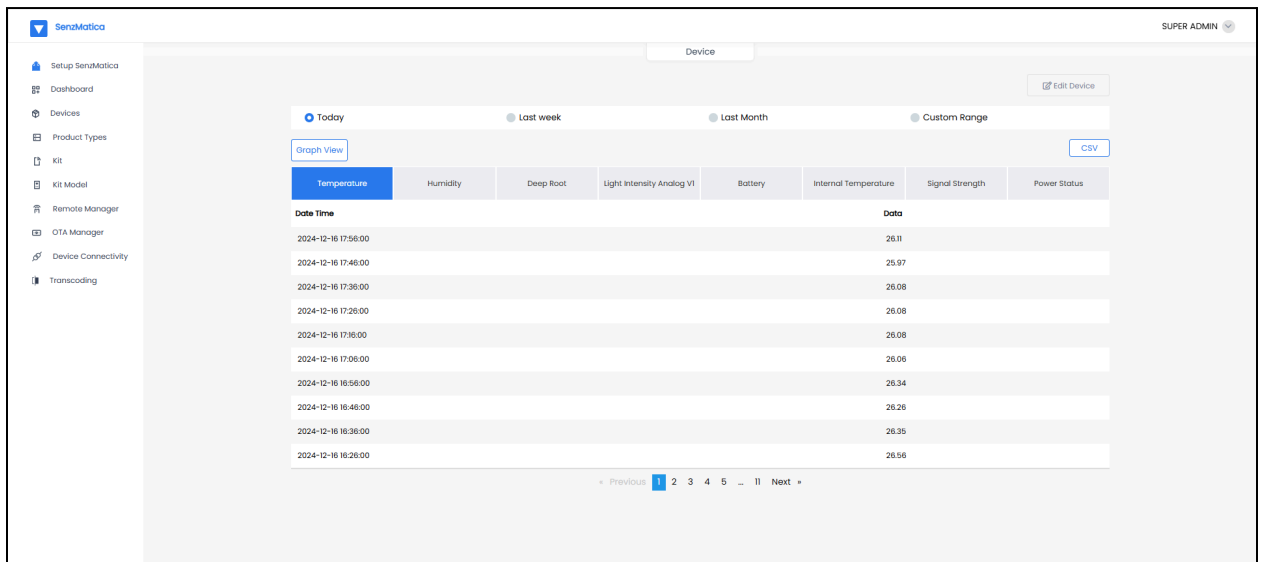 SenzMatica
SUPER ADMIN
Device
Setup SenzMatica
Dashboard
Edit Device
Devices
Today Last week Last Month Custom Range
Product Types
Graph View CSV
Kit
Kit Model
Temperature Humidity Deep Root Light Intensity Analog V1 Battery Internal Temperature Signal Strength Power Status
Remote Manager
Date Time Data
OTA Manager
2024-12-16 17:56:00 26.11
Device Connectivity
2024-12-16 17:46:00 25.97
Transcoding
2024-12-16 17:36:00 26.08
2024-12-16 17:26:00 26.08
2024-12-16 17:16:00 26.08
2024-12-16 17:06:00 26.06
2024-12-16 16:56:00 26.34
2024-12-16 16:46:00 26.26
2024-12-16 16:36:00 26.35
2024-12-16 16:26:00 26.56
« Previous 1 2 3 4 5 ... 11 Next »